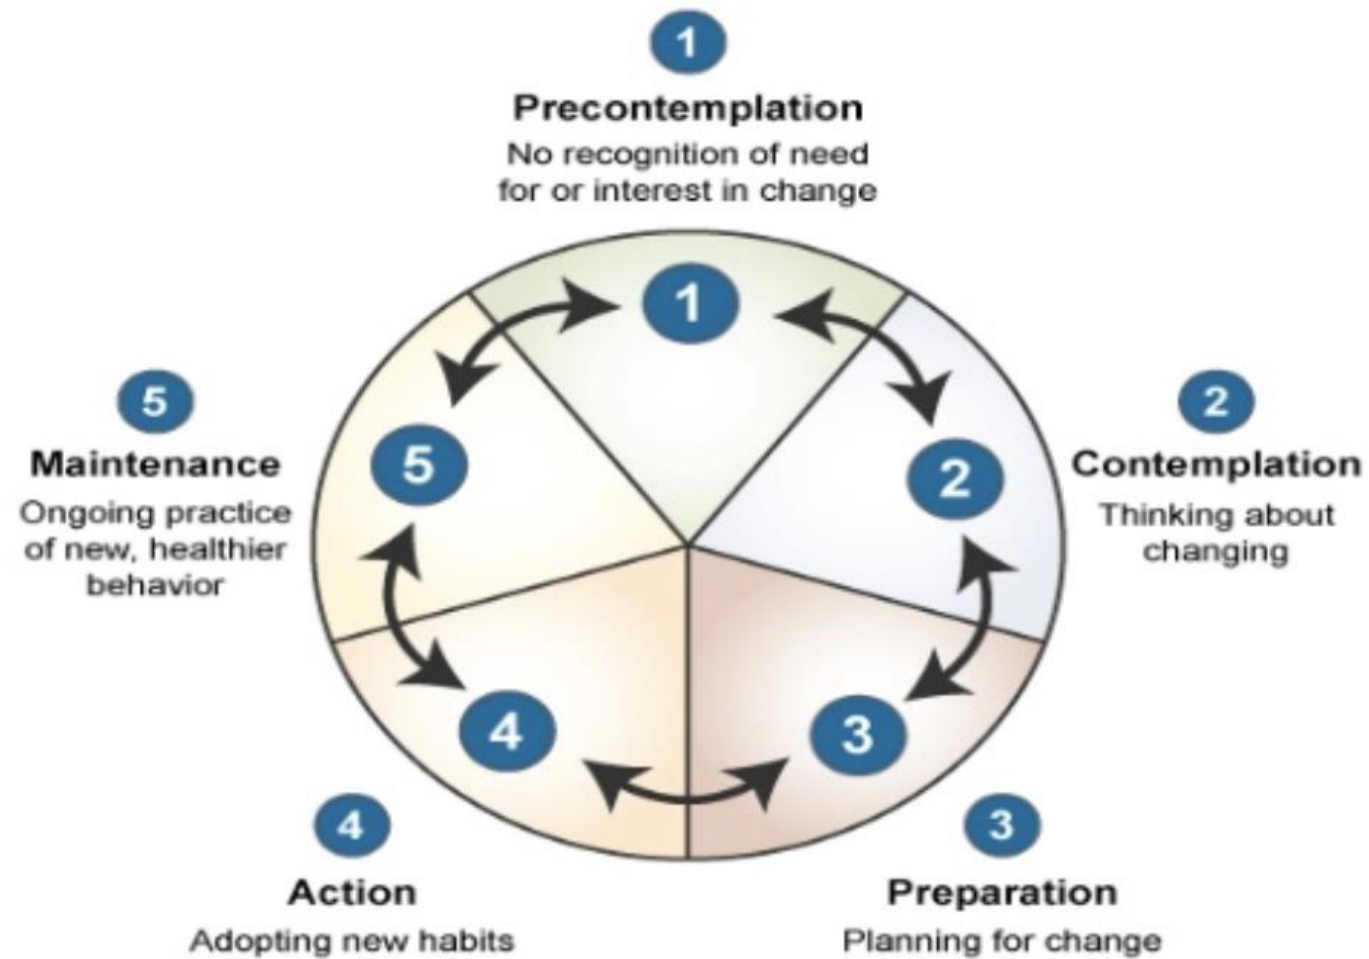 1
Precontemplation
No recognition of need
for or interest in change
1
2
3
4
5
2
Contemplation
Thinking about
changing
3
Preparation
Planning for change
4
Action
Adopting new habits
5
Maintenance
Ongoing practice
of new, healthier
behavior